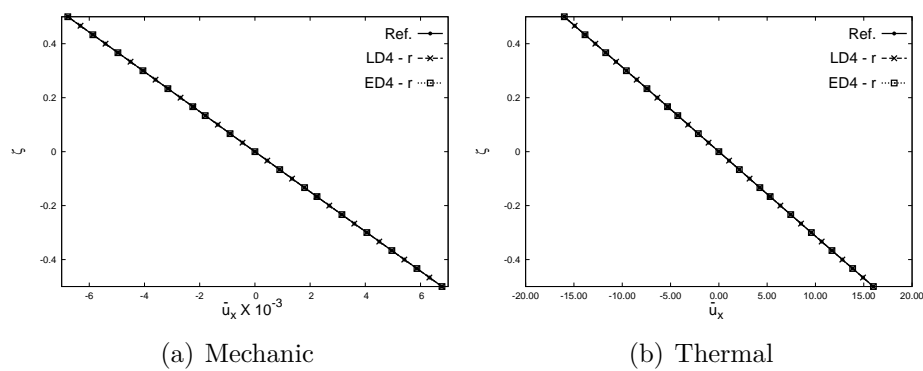 0.4
0.2
0
-0.2
-0.4
ζ
-6
-4
-2
0
2
4
6
ũx X 10-3
Ref.
LD4 - r
ED4 - r
(a) Mechanic
0.4
0.2
0
-0.2
-0.4
ζ
-20.00
-15.00
-10.00
-5.00
0.00
5.00
10.00
15.00
20.00
ũx
Ref.
LD4 - r
ED4 - r
(b) Thermal